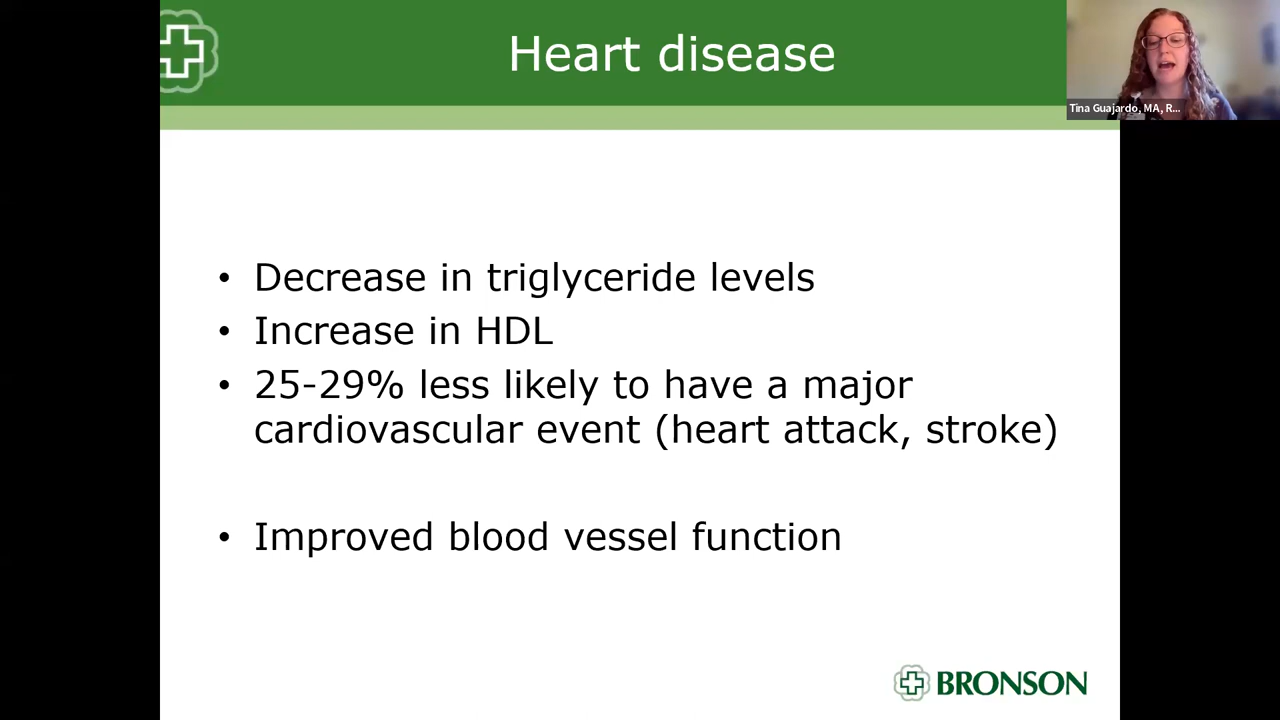 Heart disease
Tina Guajardo, MA, R...
• Decrease in triglyceride levels
• Increase in HDL
• 25-29% less likely to have a major
cardiovascular event (heart attack, stroke)
• Improved blood vessel function
BRONSON